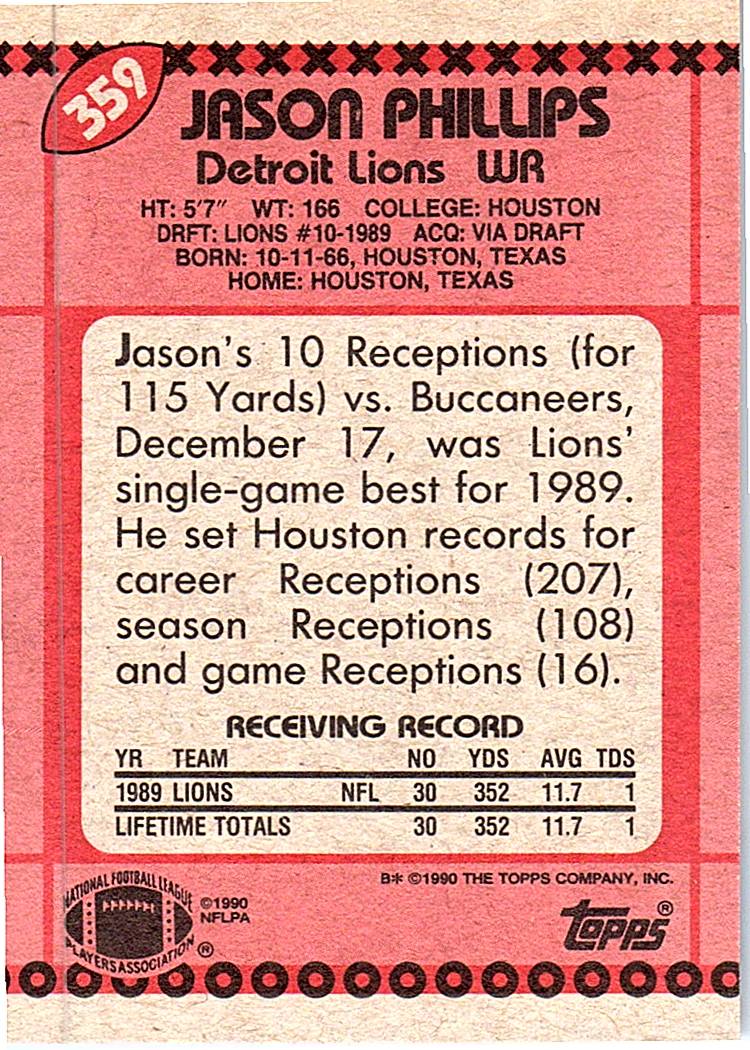 359
JASON PHILLIPS
Detroit Lions WR
HT: 5'7" WT: 166 COLLEGE: HOUSTON
DRFT: LIONS #10-1989 ACQ: VIA DRAFT
BORN: 10-11-66, HOUSTON, TEXAS
HOME: HOUSTON, TEXAS
Jason's 10 Receptions (for
115 Yards) vs. Buccaneers,
December 17, was Lions'
single-game best for 1989.
He set Houston records for
career Receptions (207),
season Receptions (108)
and game Receptions (16).
RECEIVING RECORD
YR TEAM NO YDS AVG TDS
1989 LIONS NFL 30 352 11.7 1
LIFETIME TOTALS 30 352 11.7 1
B* ©1990 THE TOPPS COMPANY, INC.
NATIONAL FOOTBALL LEAGUE
PLAYERS ASSOCIATION ®
©1990
NFLPA
topps ®